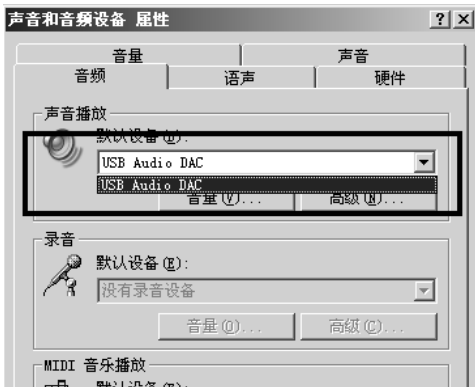 声音和音频设备 属性
音量 声音
音频 语声 硬件
声音播放
默认设备(D):
USB Audio DAC
USB Audio DAC
音量(V)... 高级(N)...
录音
默认设备(E):
没有录音设备
音量(O)... 高级(C)...
MIDI 音乐播放